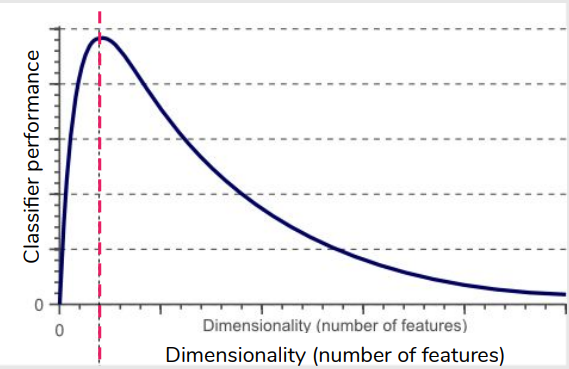 Classifier performance
0
0
Dimensionality (number of features)
Dimensionality (number of features)